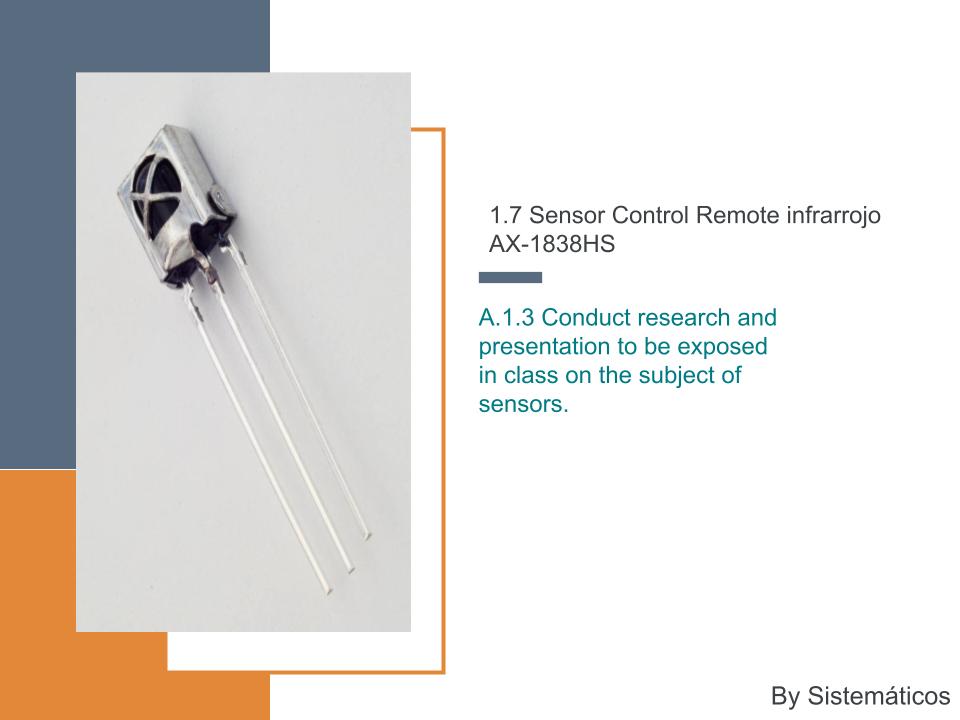 1.7 Sensor Control Remote infrarrojo
AX-1838HS
A.1.3 Conduct research and
presentation to be exposed
in class on the subject of
sensors.
By Sistemáticos